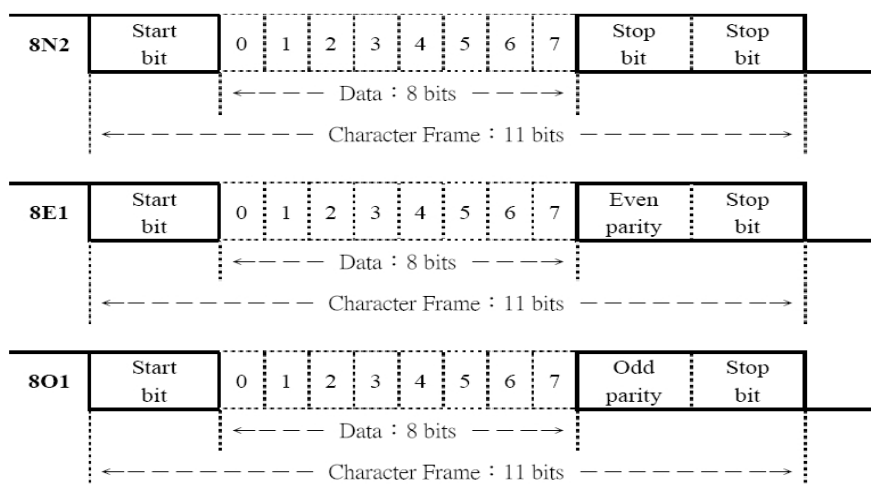 8N2 Start bit 0 1 2 3 4 5 6 7 Stop bit Stop bit
Data : 8 bits
Character Frame : 11 bits
8E1 Start bit 0 1 2 3 4 5 6 7 Even parity Stop bit
Data : 8 bits
Character Frame : 11 bits
8O1 Start bit 0 1 2 3 4 5 6 7 Odd parity Stop bit
Data : 8 bits
Character Frame : 11 bits